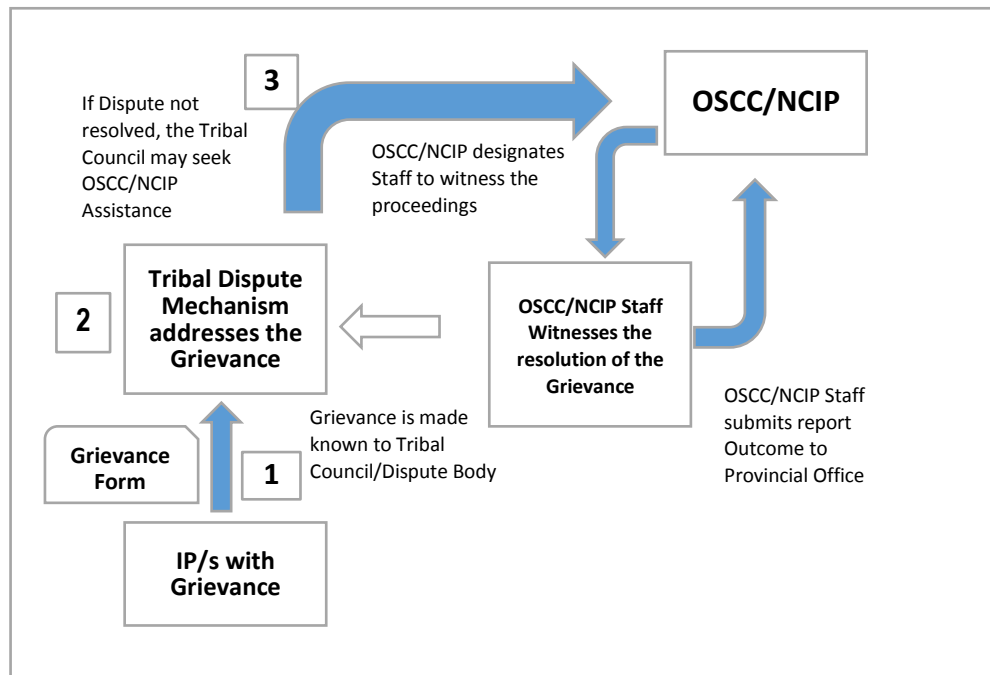 3
If Dispute not
resolved, the Tribal
Council may seek
OSCC/NCIP
Assistance
OSCC/NCIP
OSCC/NCIP designates
Staff to witness the
proceedings
2
Tribal Dispute
Mechanism
addresses the
Grievance
OSCC/NCIP Staff
Witnesses the
resolution of the
Grievance
OSCC/NCIP Staff
submits report
Outcome to
Provincial Office
Grievance
Form
1
Grievance is made
known to Tribal
Council/Dispute Body
IP/s with
Grievance